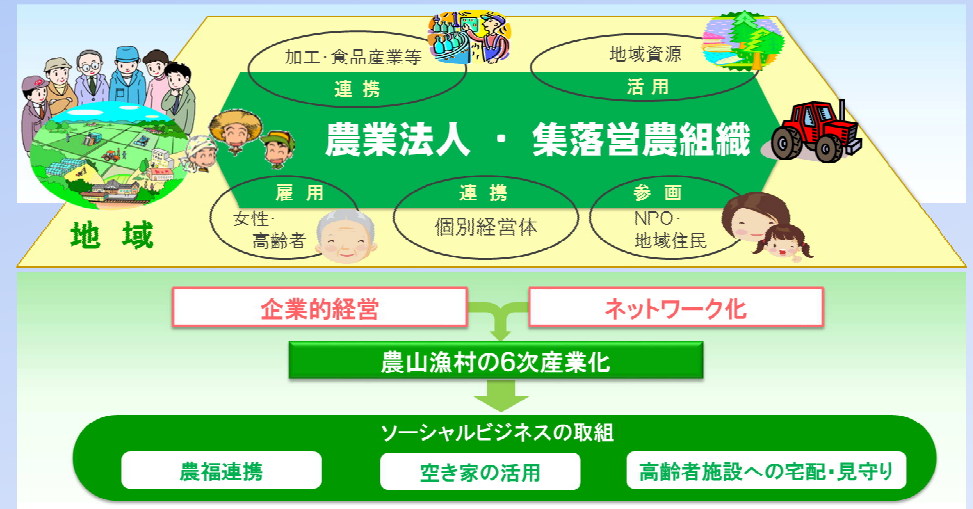 加工・食品産業等
連 携
地域資源
活 用
農業法人 ・ 集落営農組織
地 域
雇 用
女性・
高齢者
連 携
個別経営体
参 画
NPO・
地域住民
企業的経営
ネットワーク化
農山漁村の6次産業化
ソーシャルビジネスの取組
農福連携
空き家の活用
高齢者施設への宅配・見守り